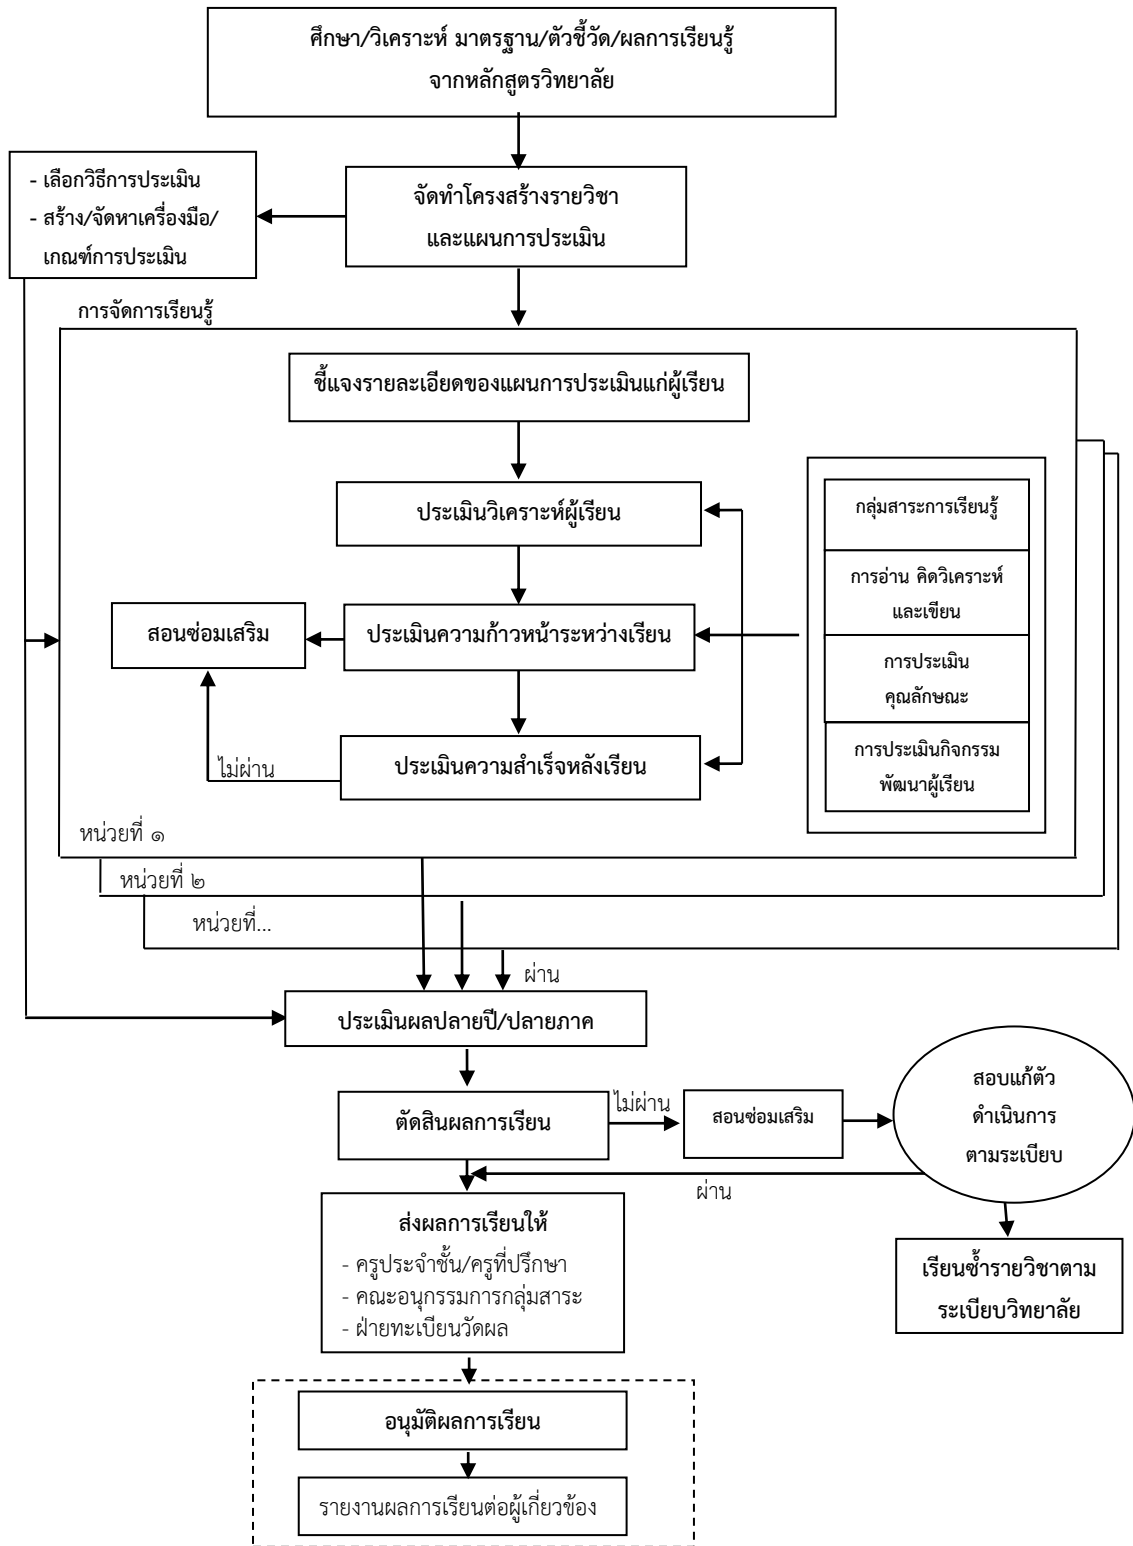 ศึกษา/วิเคราะห์ มาตรฐาน/ตัวชี้วัด/ผลการเรียนรู้
จากหลักสูตรวิทยาลัย
- เลือกวิธีการประเมิน
- สร้าง/จัดหาเครื่องมือ/
เกณฑ์การประเมิน
จัดทำโครงสร้างรายวิชา
และแผนการประเมิน
การจัดการเรียนรู้
ชี้แจงรายละเอียดของแผนการประเมินแก่ผู้เรียน
ประเมินวิเคราะห์ผู้เรียน
กลุ่มสาระการเรียนรู้
การอ่าน คิดวิเคราะห์
และเขียน
สอนซ่อมเสริม
ประเมินความก้าวหน้าระหว่างเรียน
การประเมิน
คุณลักษณะ
ไม่ผ่าน
ประเมินความสำเร็จหลังเรียน
การประเมินกิจกรรม
พัฒนาผู้เรียน
หน่วยที่ ๑
หน่วยที่ ๒
หน่วยที่...
ผ่าน
ประเมินผลปลายปี/ปลายภาค
ตัดสินผลการเรียน
ไม่ผ่าน
สอนซ่อมเสริม
สอบแก้ตัว
ดำเนินการ
ตามระเบียบ
ผ่าน
ส่งผลการเรียนให้
- ครูประจำชั้น/ครูที่ปรึกษา
- คณะอนุกรรมการกลุ่มสาระ
- ฝ่ายทะเบียนวัดผล
เรียนซ้ำรายวิชาตาม
ระเบียบวิทยาลัย
อนุมัติผลการเรียน
รายงานผลการเรียนต่อผู้เกี่ยวข้อง